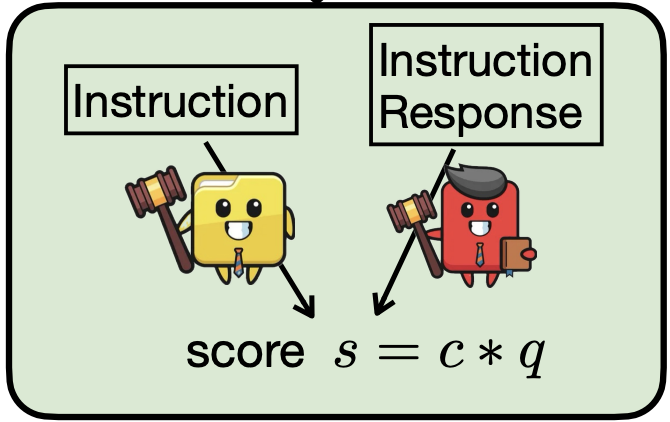 Instruction
Instruction
Response
score s = c * q